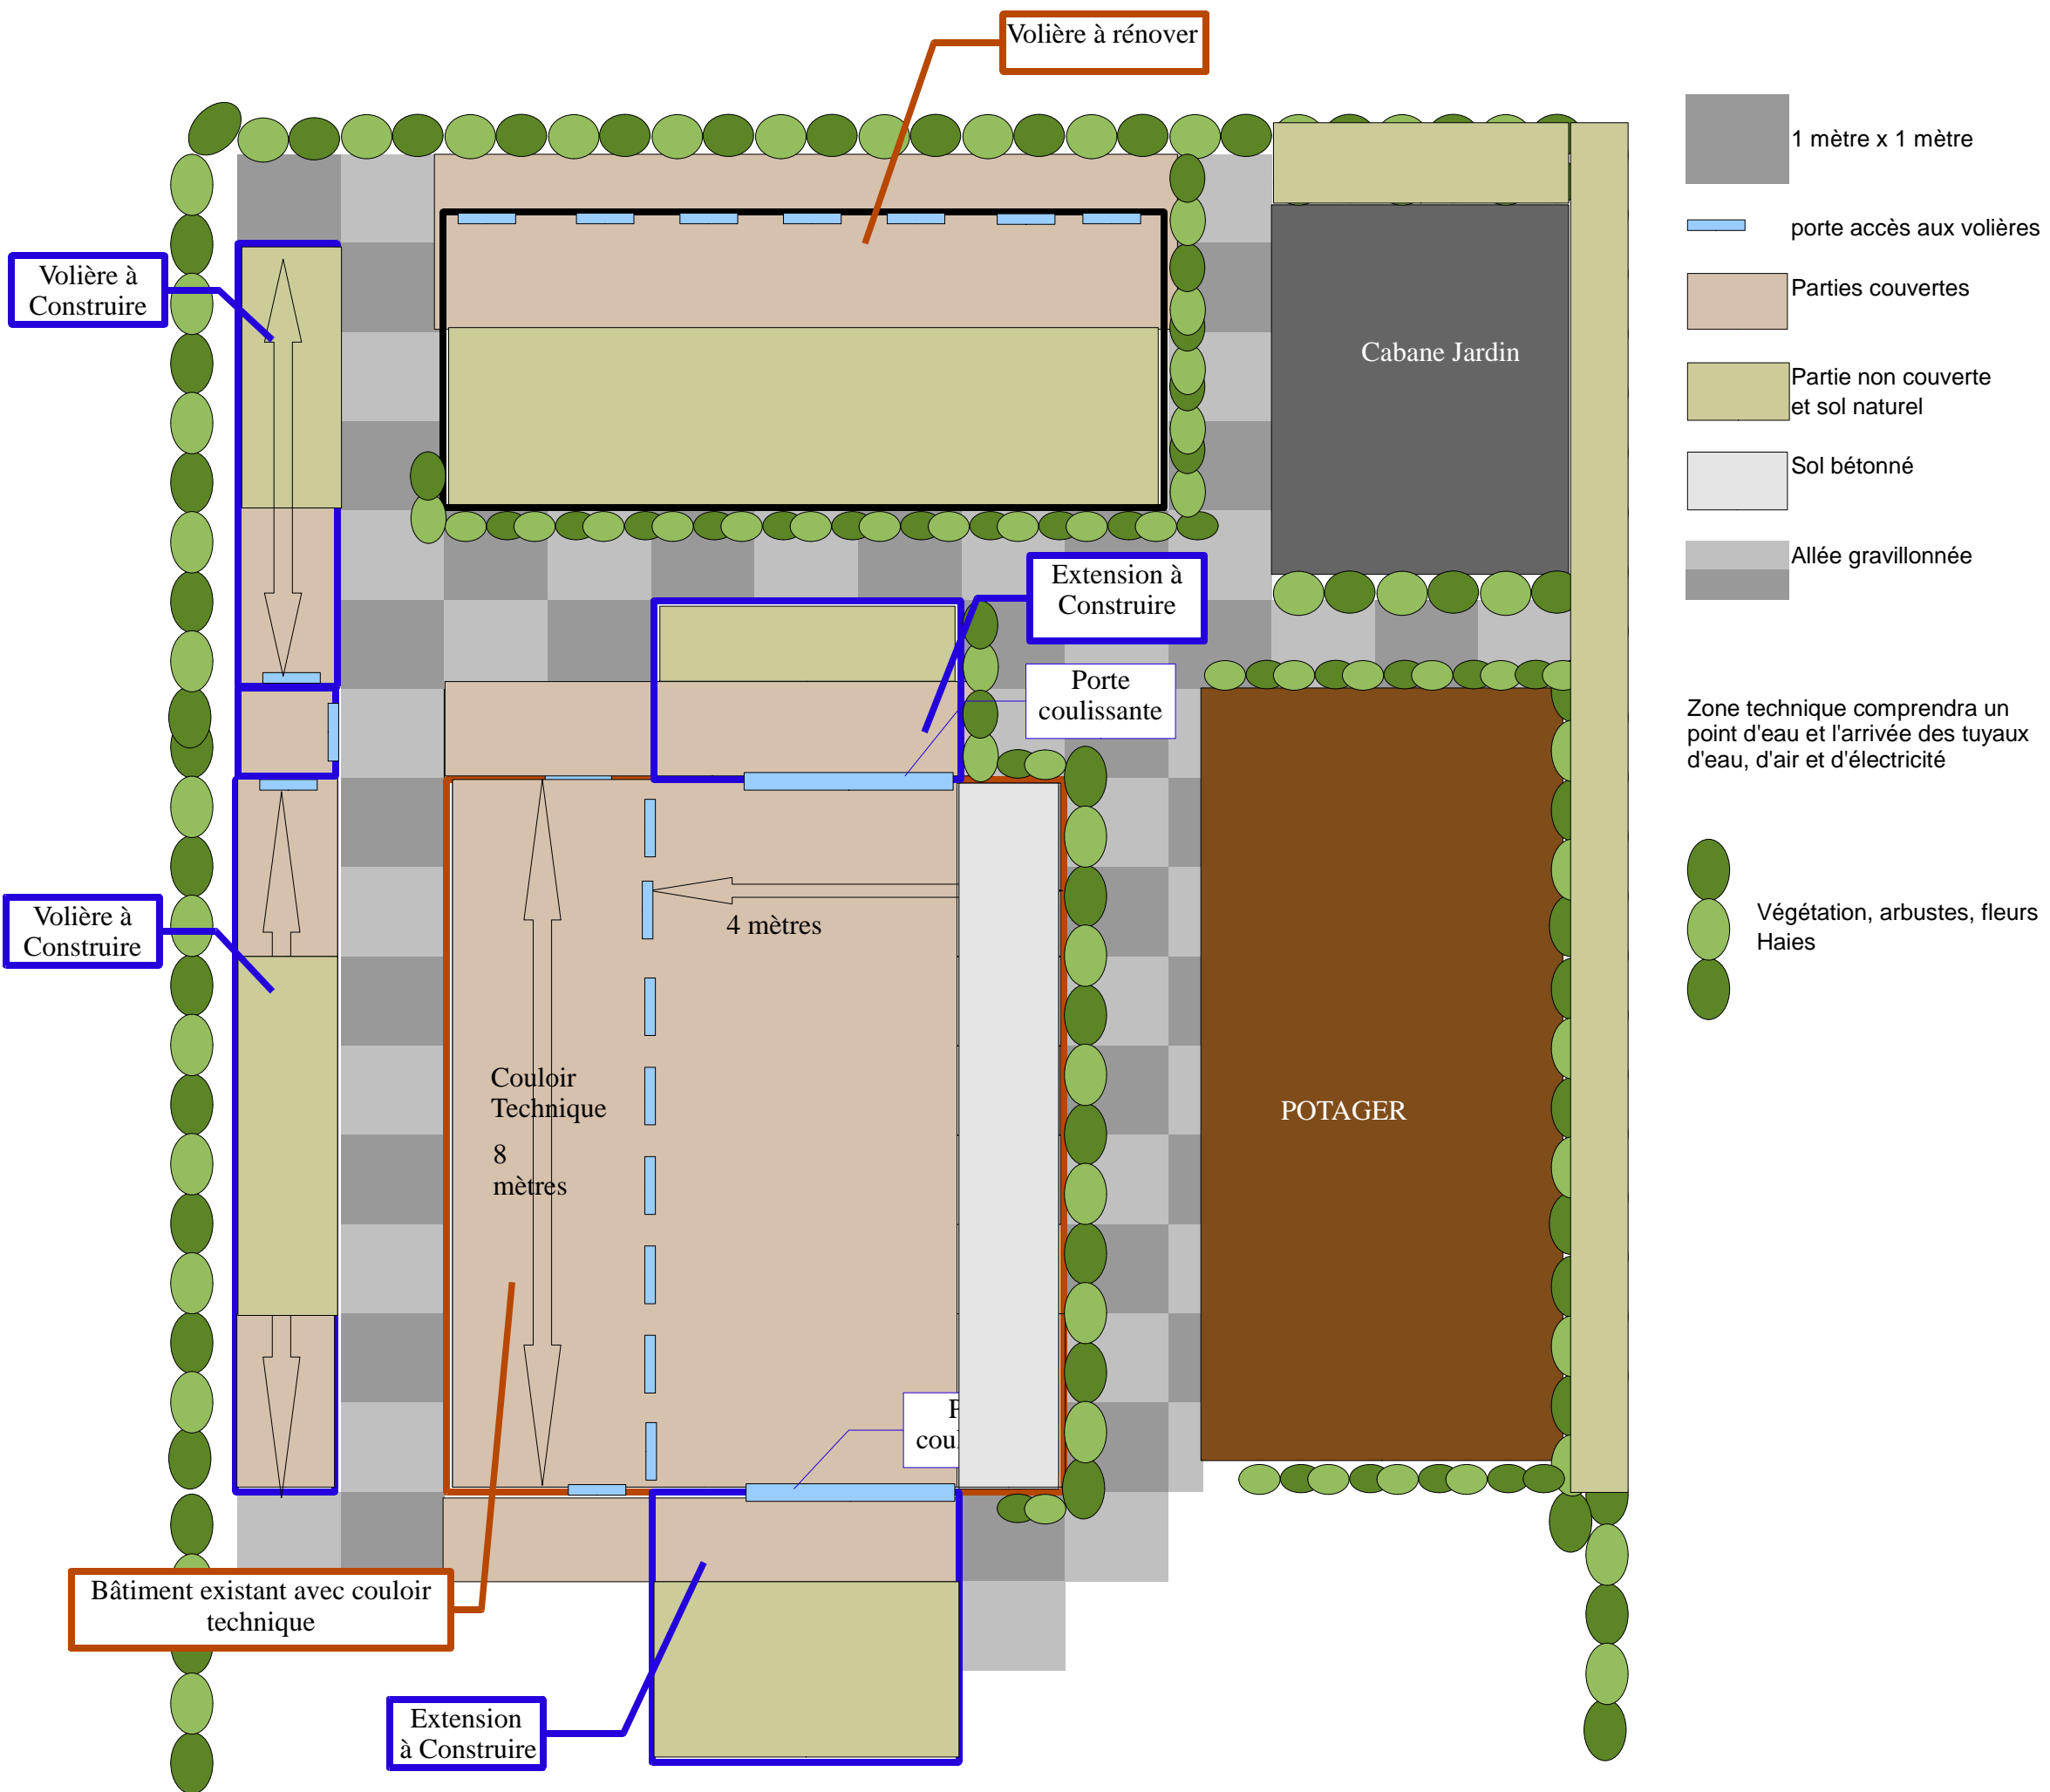 Volière à rénover
1 mètre x 1 mètre
porte accès aux volières
Volière à
Construire
Parties couvertes
Cabane Jardin
Partie non couverte
et sol naturel
Sol bétonné
Allée gravillonnée
Extension à
Construire
Porte
coulissante
Zone technique comprendra un
point d'eau et l'arrivée des tuyaux
d'eau, d'air et d'électricité
Volière à
Construire
4 mètres
Végétation, arbustes, fleurs
Haies
Couloir
Technique
8
mètres
POTAGER
Bâtiment existant avec couloir
technique
Extension
à Construire